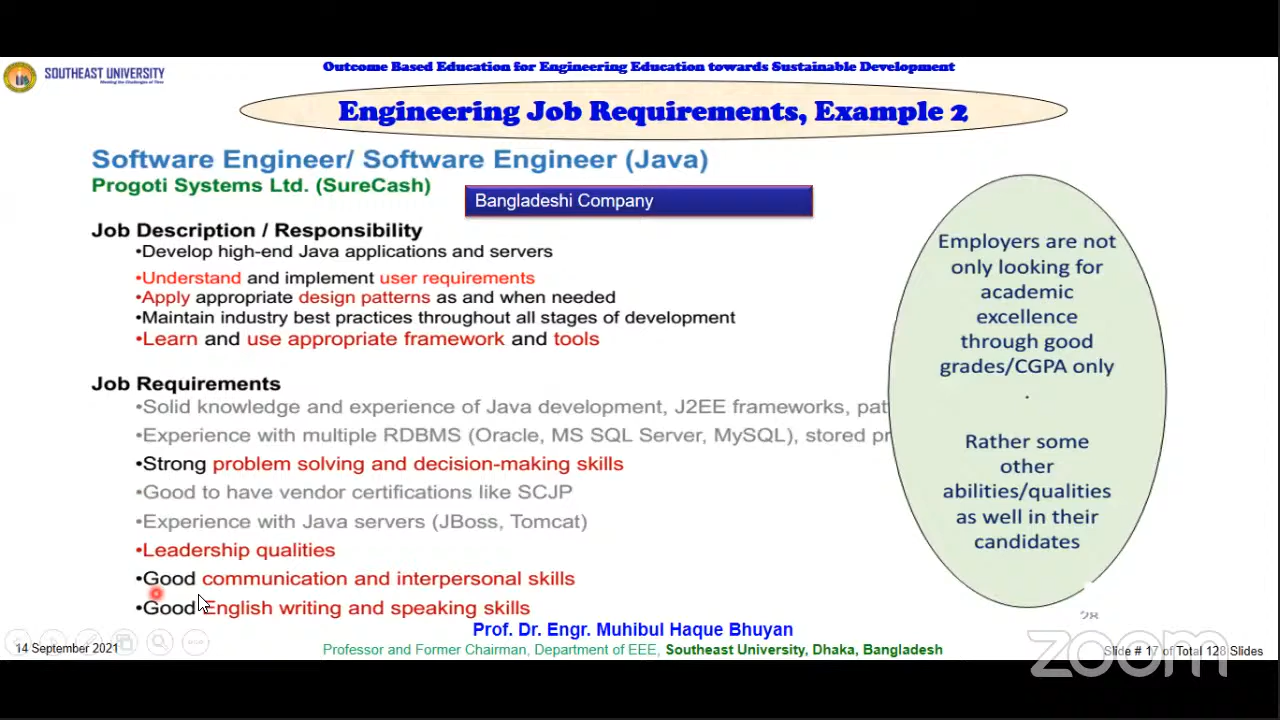 SOUTHEAST UNIVERSITY
Meeting the Challenges of Time
Outcome Based Education for Engineering Education towards Sustainable Development
Engineering Job Requirements, Example 2
Software Engineer/ Software Engineer (Java)
Progoti Systems Ltd. (SureCash)
Bangladeshi Company
Job Description / Responsibility
•Develop high-end Java applications and servers
•Understand and implement user requirements
•Apply appropriate design patterns as and when needed
•Maintain industry best practices throughout all stages of development
•Learn and use appropriate framework and tools
Job Requirements
•Solid knowledge and experience of Java development, J2EE frameworks,
•Experience with multiple RDBMS (Oracle, MS SQL Server, MySQL), stored
•Strong problem solving and decision-making skills
•Good to have vendor certifications like SCJP
•Experience with Java servers (JBoss, Tomcat)
•Leadership qualities
•Good communication and interpersonal skills
•Good English writing and speaking skills
Employers are not
only looking for
academic
excellence
through good
grades/CGPA only
.
Rather some
other
abilities/qualities
as well in their
candidates
28
Prof. Dr. Engr. Muhibul Haque Bhuyan
14 September 2021
Professor and Former Chairman, Department of EEE, Southeast University, Dhaka, Bangladesh
Slide # 17 of Total 128 Slides
zoom